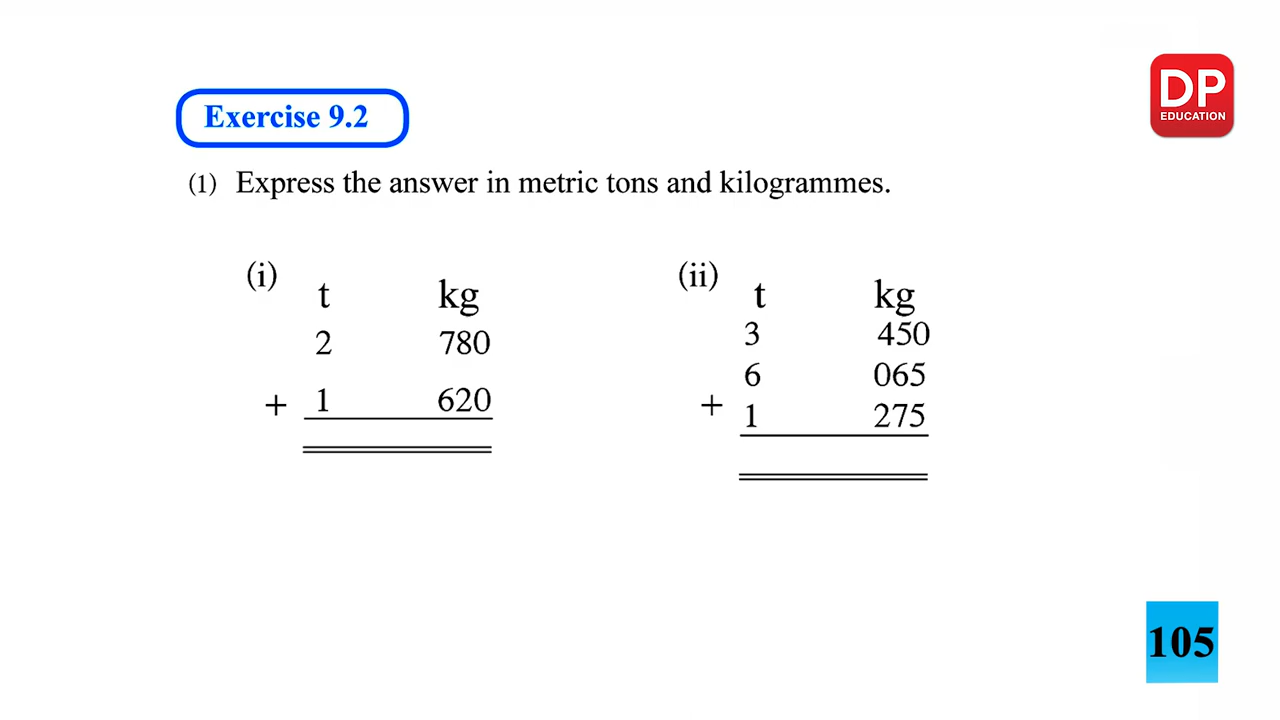 DP
EDUCATION
Exercise 9.2
(1) Express the answer in metric tons and kilogrammes.
(i)
t kg
2 780
+ 1 620
(ii)
t kg
3 450
6 065
+ 1 275
105